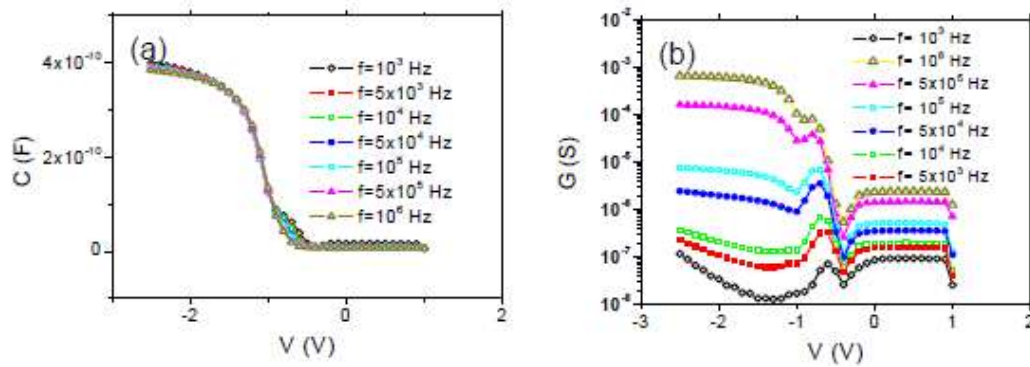 (a)
4x10⁻¹⁰
2x10⁻¹⁰
0
C (F)
-2
0
2
V (V)
f=10³ Hz
f=5x10³ Hz
f=10⁴ Hz
f=5x10⁴ Hz
f=10⁵ Hz
f=5x10⁵ Hz
f=10⁶ Hz
(b)
10⁻²
10⁻³
10⁻⁴
10⁻⁵
10⁻⁶
10⁻⁷
10⁻⁸
G (S)
-3
-2
-1
0
1
2
V (V)
f= 10³ Hz
f= 10⁶ Hz
f= 5x10⁵ Hz
f= 10⁵ Hz
f= 5x10⁴ Hz
f= 10⁴ Hz
f= 5x10³ Hz